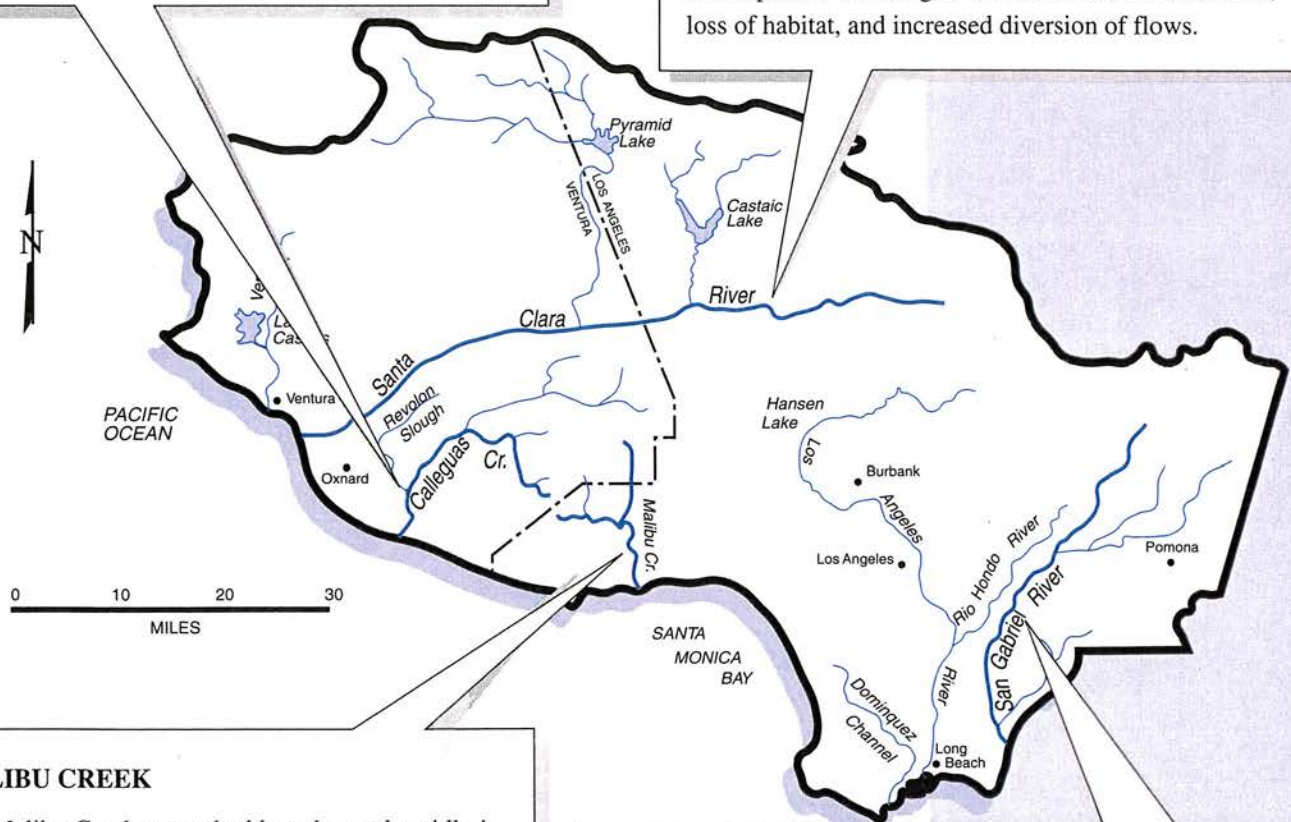 loss of habitat, and increased diversion of flows.
Pyramid
Lake
LOS ANGELES
VENTURA
Castaic
Lake
N
River
Clara
Santa
Revolon
Slough
Ventura
PACIFIC
OCEAN
Oxnard
Calleguas
Cr.
Malibu Cr.
Hansen
Lake
Los
Burbank
Angeles
Los Angeles
Rio Hondo River
Pomona
San Gabriel River
River
0 10 20 30
MILES
SANTA
MONICA
BAY
Dominquez
Channel
Long
Beach
LIBU CREEK